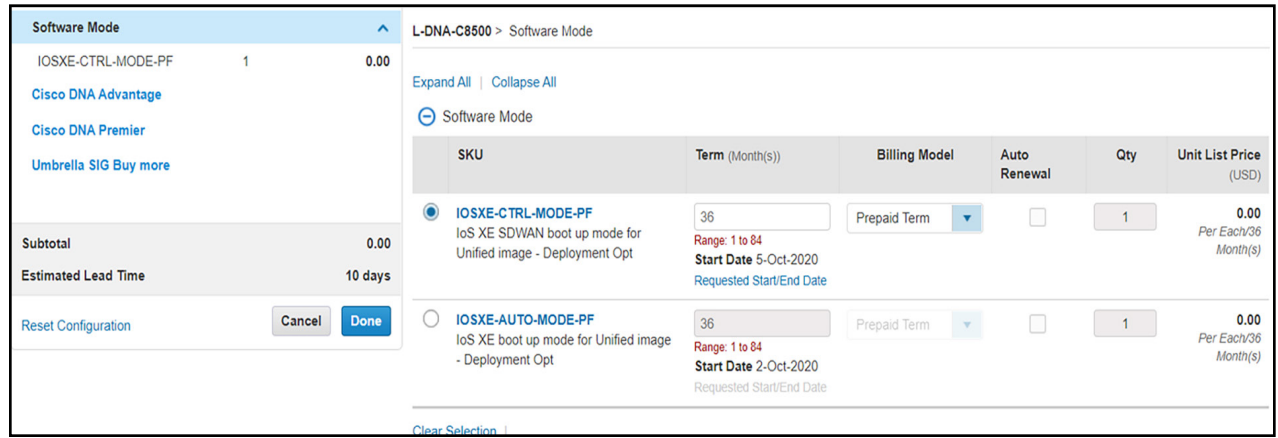 Software Mode
IOSXE-CTRL-MODE-PF 1 0.00
Cisco DNA Advantage
Cisco DNA Premier
Umbrella SIG Buy more
Subtotal 0.00
Estimated Lead Time 10 days
Reset Configuration Cancel Done
L-DNA-C8500 > Software Mode
Expand All | Collapse All
Software Mode
SKU Term (Month(s)) Billing Model Auto Renewal Qty Unit List Price (USD)
IOSXE-CTRL-MODE-PF 36 Prepaid Term 1 0.00
IoS XE SDWAN boot up mode for Range: 1 to 84 Per Each/36
Unified image - Deployment Opt Start Date 5-Oct-2020 Month(s)
Requested Start/End Date
IOSXE-AUTO-MODE-PF 36 Prepaid Term 1 0.00
IoS XE boot up mode for Unified image Range: 1 to 84 Per Each/36
- Deployment Opt Start Date 2-Oct-2020 Month(s)
Requested Start/End Date
Clear Selection |